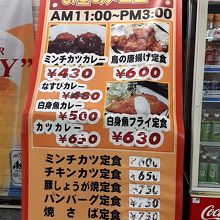 AM11:00~PM3:00
ミンチカツカレー
¥430
鳥の唐揚げ定食
¥600
なすびカレー
¥480
白身魚カレー
¥500
カツカレー
¥630
白身魚フライ定食
¥630
ミンチカツ定食
チキンカツ定食
¥650
豚しょうが焼定食
¥750
ハンバーグ定食
¥750
焼さば定食